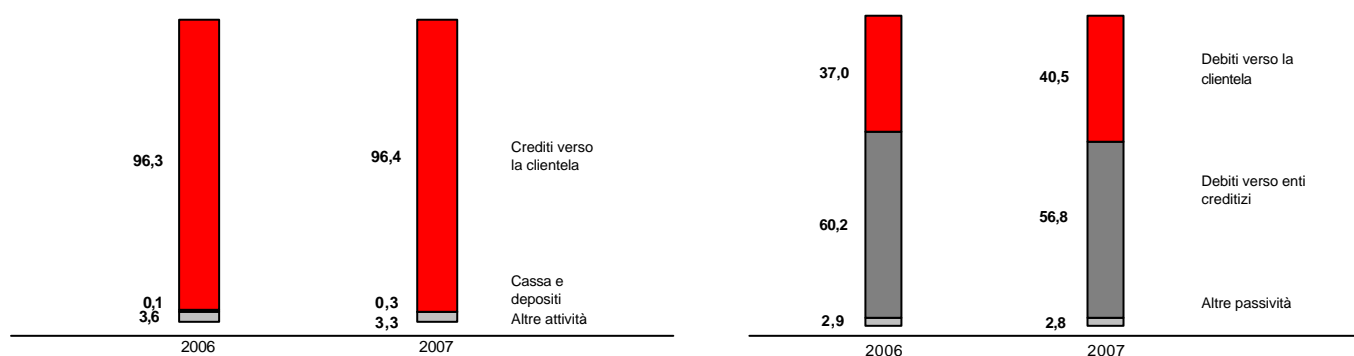 96,3
96,4
Crediti verso
la clientela
0,1
0,3
Cassa e
depositi
3,6
3,3
Altre attività
2006
2007
37,0
40,5
Debiti verso la
clientela
60,2
56,8
Debiti verso enti
creditizi
2,9
2,8
Altre passività
2006
2007